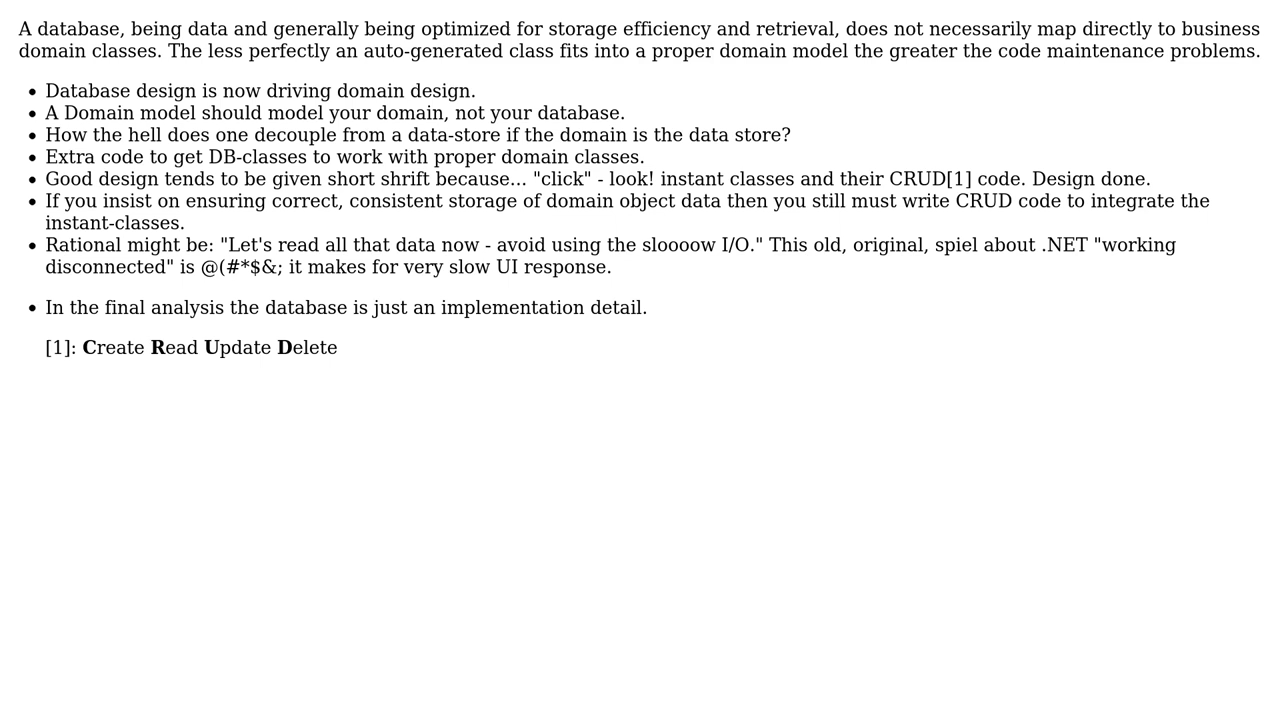 A database, being data and generally being optimized for storage efficiency and retrieval, does not necessarily map directly to business
domain classes. The less perfectly an auto-generated class fits into a proper domain model the greater the code maintenance problems.
• Database design is now driving domain design.
• A Domain model should model your domain, not your database.
• How the hell does one decouple from a data-store if the domain is the data store?
• Extra code to get DB-classes to work with proper domain classes.
• Good design tends to be given short shrift because... "click" - look! instant classes and their CRUD[1] code. Design done.
• If you insist on ensuring correct, consistent storage of domain object data then you still must write CRUD code to integrate the
instant-classes.
• Rational might be: "Let's read all that data now - avoid using the sloooow I/O." This old, original, spiel about .NET "working
disconnected" is @(#*$&; it makes for very slow UI response.
• In the final analysis the database is just an implementation detail.
[1]: Create Read Update Delete